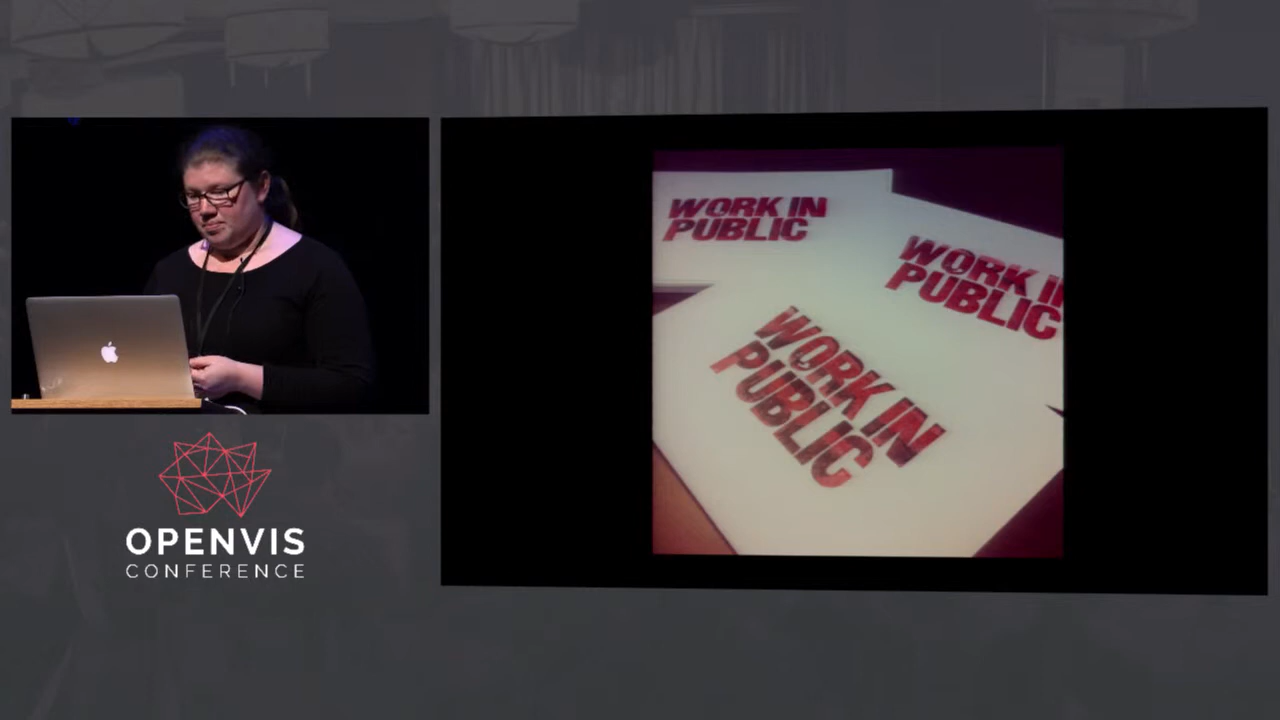 WORK IN
PUBLIC
WORK IN
PUBLIC
WORK IN
PUBLIC
OPENVIS
CONFERENCE